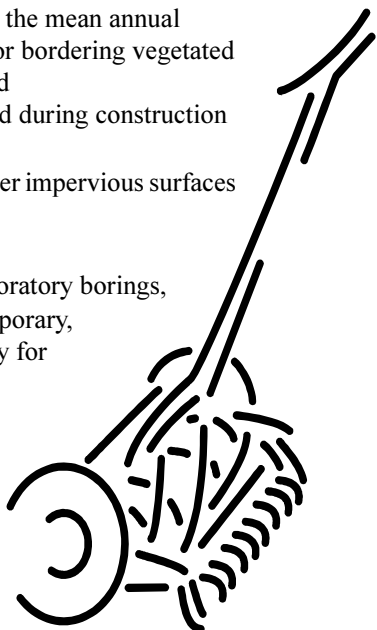 the mean annual
or bordering vegetated
d during construction
er impervious surfaces
oratory borings,
porary,
y for